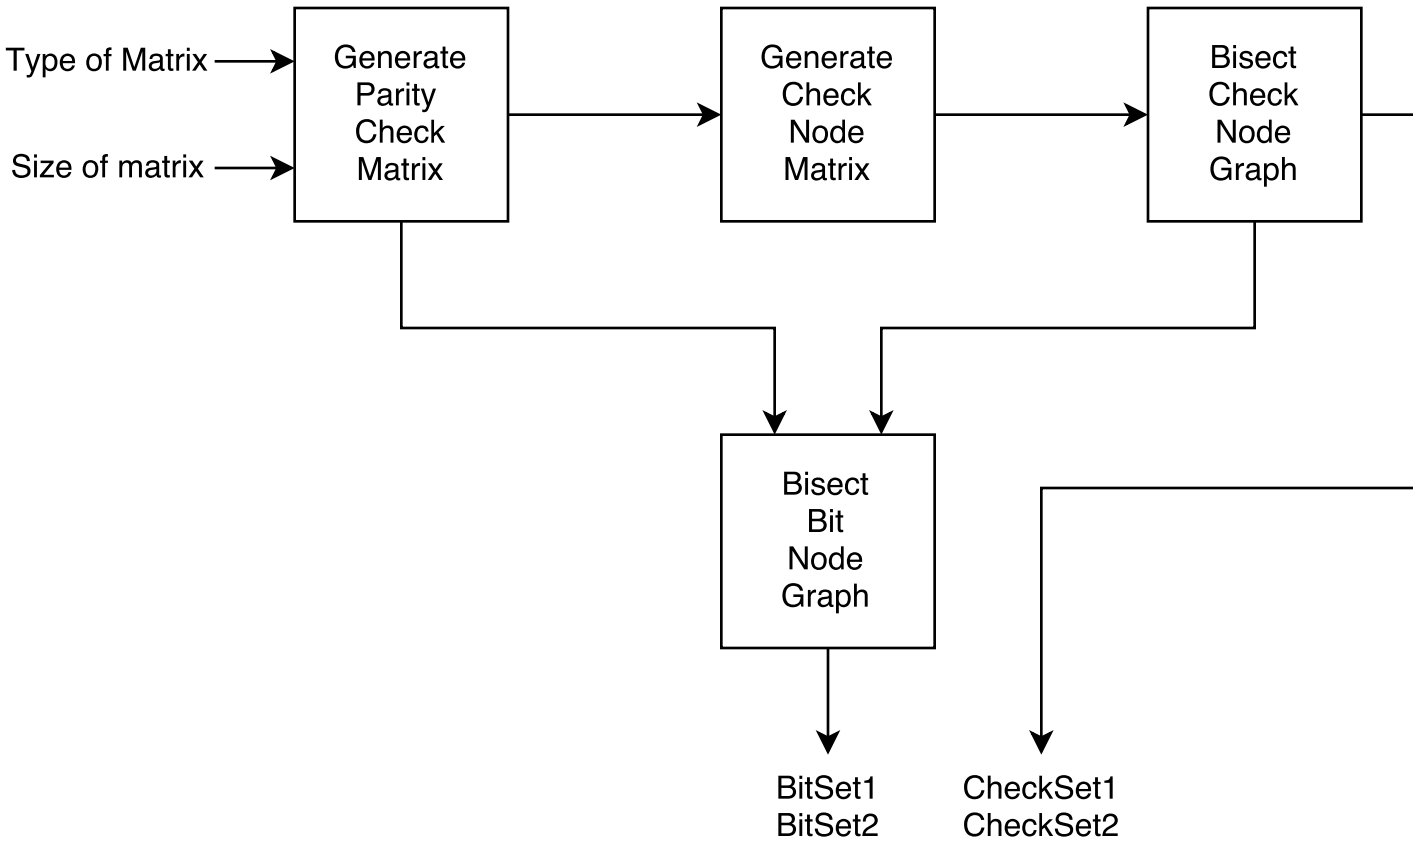 Type of Matrix
Size of matrix
Generate
Parity
Check
Matrix
Generate
Check
Node
Matrix
Bisect
Check
Node
Graph
Bisect
Bit
Node
Graph
BitSet1
BitSet2
CheckSet1
CheckSet2